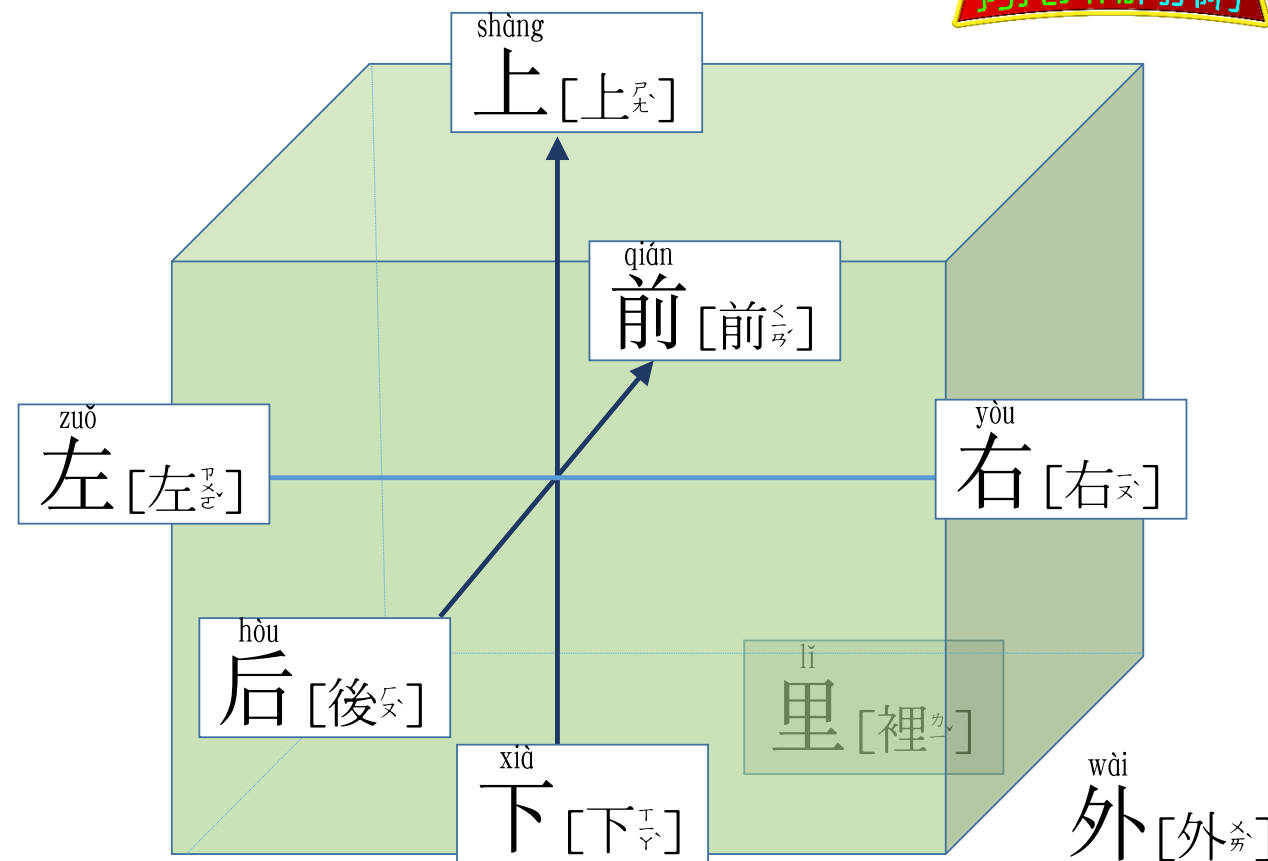 shàng
上 [上ㄕㄤˋ]
qián
前 [前ㄑㄧㄢˊ]
zuǒ
左 [左ㄗㄨㄛˇ]
yòu
右 [右ㄧㄡˋ]
hòu
后 [後ㄏㄡˋ]
lǐ
里 [裡ㄌㄧˇ]
xià
下 [下ㄒㄧㄚˋ]
wài
外 [外ㄨㄞˋ]